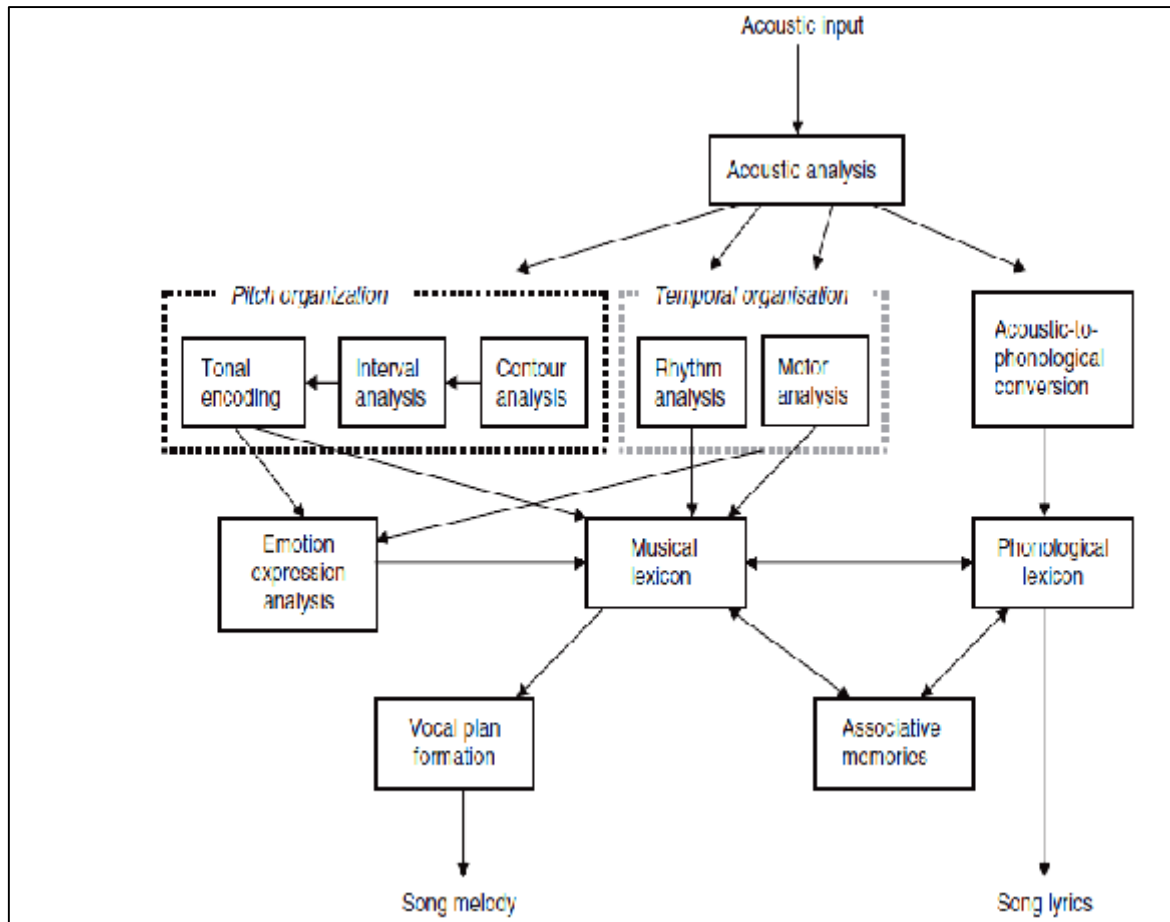 Acoustic input
Acoustic analysis
Pitch organization
Temporal organisation
Tonal
encoding
Interval
analysis
Contour
analysis
Rhythm
analysis
Motor
analysis
Acoustic-to-
phonological
conversion
Emotion
expression
analysis
Musical
lexicon
Phonological
lexicon
Vocal plan
formation
Associative
memories
Song melody
Song lyrics